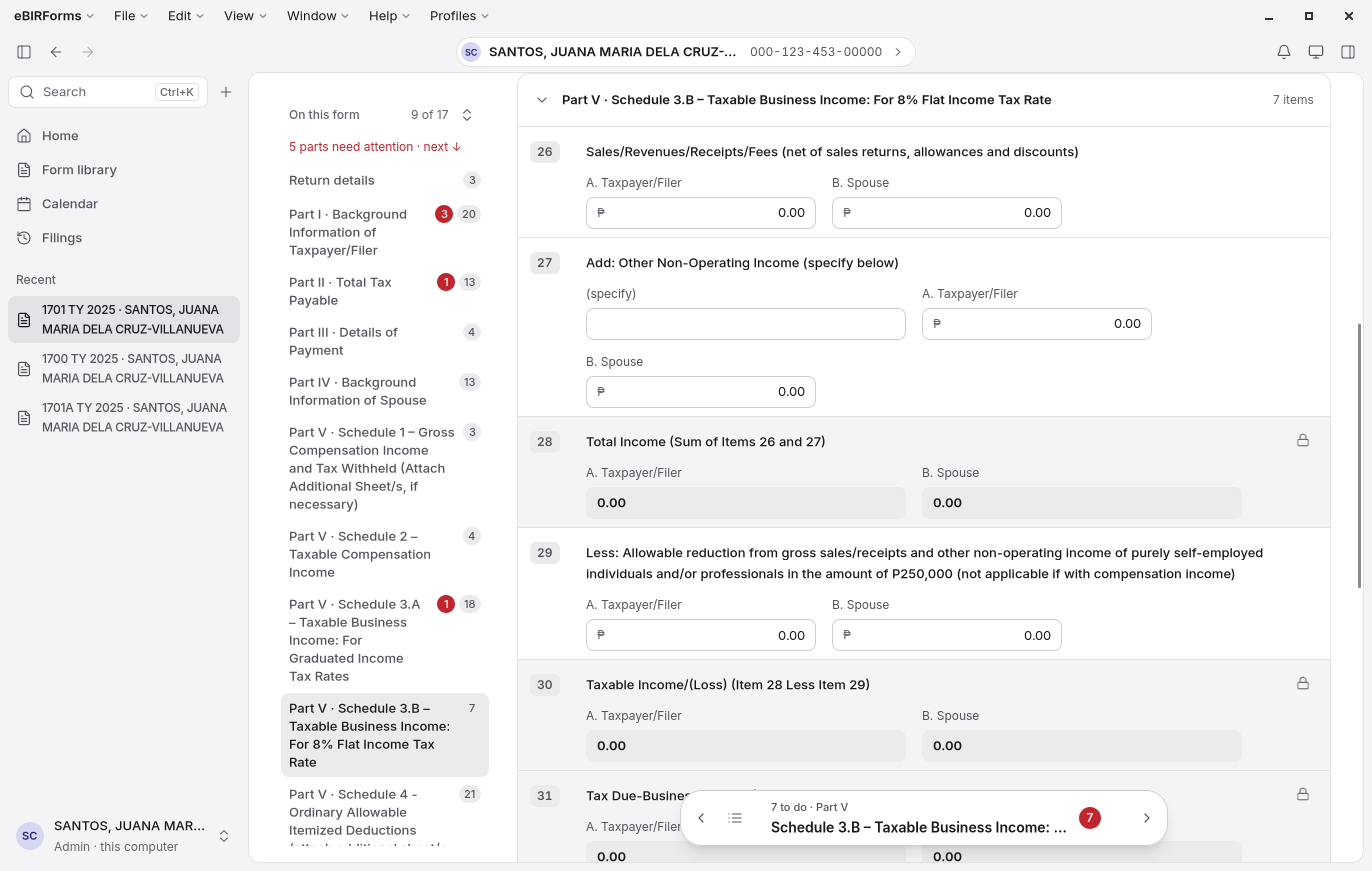 eBIRForms File Edit View Window Help Profiles
SC SANTOS, JUANA MARIA DELA CRUZ-... 000-123-453-00000
Search Ctrl+K
Home
Form library
Calendar
Filings
Recent
1701 TY 2025 · SANTOS, JUANA
MARIA DELA CRUZ-VILLANUEVA
1700 TY 2025 · SANTOS, JUANA
MARIA DELA CRUZ-VILLANUEVA
1701A TY 2025 · SANTOS, JUANA
MARIA DELA CRUZ-VILLANUEVA
SC SANTOS, JUANA MAR...
Admin · this computer
On this form 9 of 17
5 parts need attention · next ↓
Return details 3
Part I · Background 3 20
Information of
Taxpayer/Filer
Part II · Total Tax 1 13
Payable
Part III · Details of 4
Payment
Part IV · Background 13
Information of Spouse
Part V · Schedule 1 – Gross 3
Compensation Income
and Tax Withheld (Attach
Additional Sheet/s, if
necessary)
Part V · Schedule 2 – 4
Taxable Compensation
Income
Part V · Schedule 3.A 1 18
– Taxable Business
Income: For
Graduated Income
Tax Rates
Part V · Schedule 3.B – 7
Taxable Business Income:
For 8% Flat Income Tax
Rate
Part V · Schedule 4 - 21
Ordinary Allowable
Itemized Deductions
Part V · Schedule 3.B – Taxable Business Income: For 8% Flat Income Tax Rate 7 items
26 Sales/Revenues/Receipts/Fees (net of sales returns, allowances and discounts)
A. Taxpayer/Filer B. Spouse
₱ 0.00 ₱ 0.00
27 Add: Other Non-Operating Income (specify below)
(specify) A. Taxpayer/Filer
₱ 0.00
B. Spouse
₱ 0.00
28 Total Income (Sum of Items 26 and 27)
A. Taxpayer/Filer B. Spouse
0.00 0.00
29 Less: Allowable reduction from gross sales/receipts and other non-operating income of purely self-employed
individuals and/or professionals in the amount of P250,000 (not applicable if with compensation income)
A. Taxpayer/Filer B. Spouse
₱ 0.00 ₱ 0.00
30 Taxable Income/(Loss) (Item 28 Less Item 29)
A. Taxpayer/Filer B. Spouse
0.00 0.00
31 Tax Due-Busine
A. Taxpayer/Filer
0.00 0.00
7 to do · Part V
Schedule 3.B – Taxable Business Income: ... 7